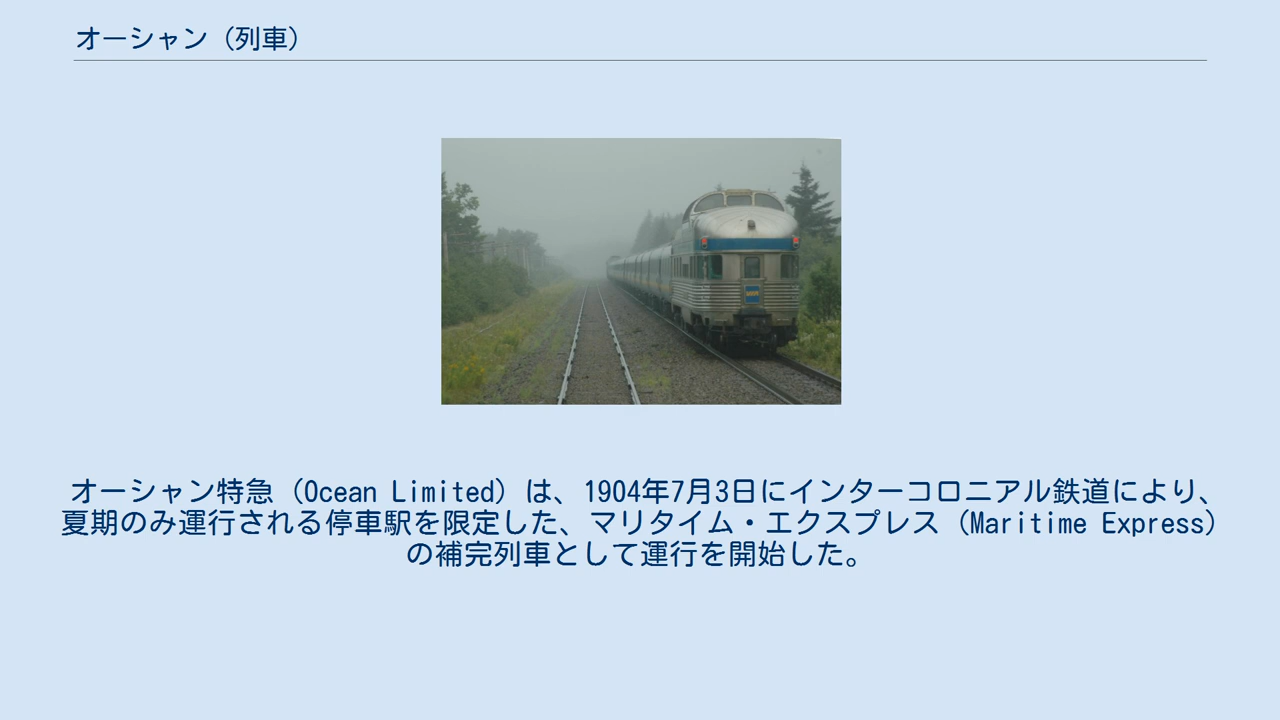 オーシャン（列車）
オーシャン特急（Ocean Limited）は、1904年7月3日にインターコロニアル鉄道により、
夏期のみ運行される停車駅を限定した、マリタイム・エクスプレス（Maritime Express）
の補完列車として運行を開始した。